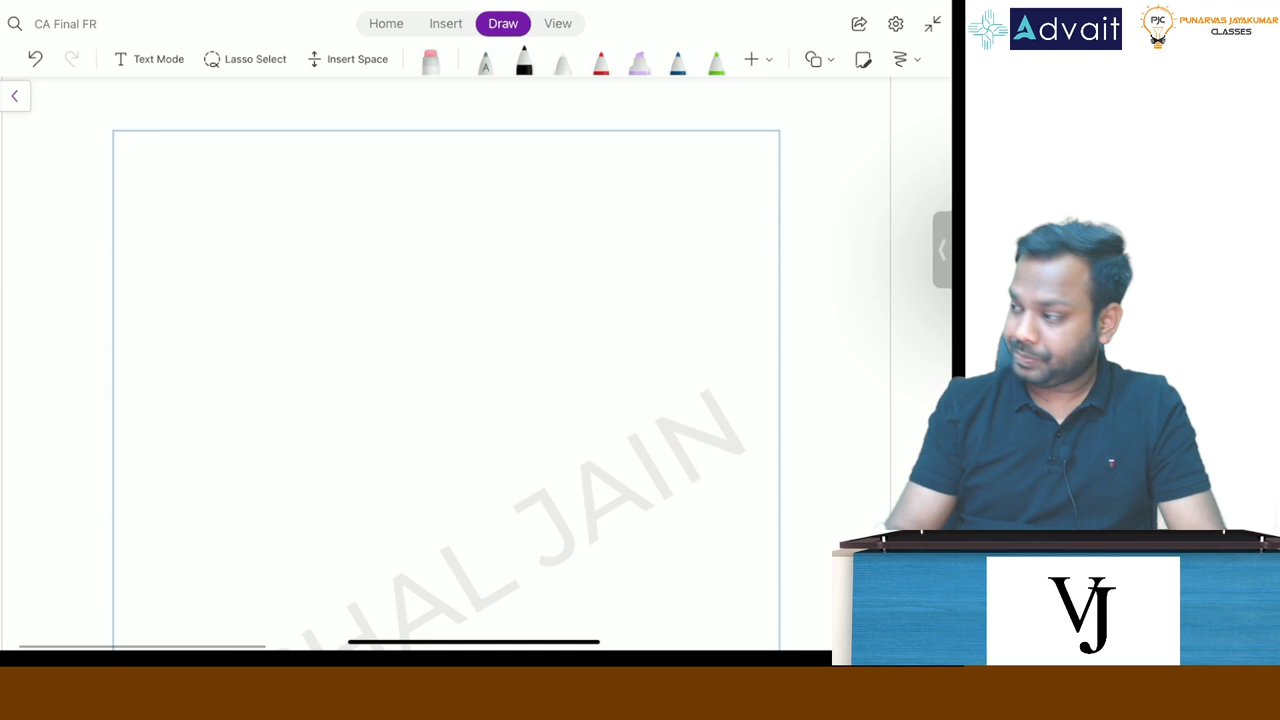 CA Final FR
Home Insert Draw View
Advait
PJC
PUNARVAS JAYAKUMAR
CLASSES
A
Text Mode Lasso Select Insert Space
HAL JAIN
VJ